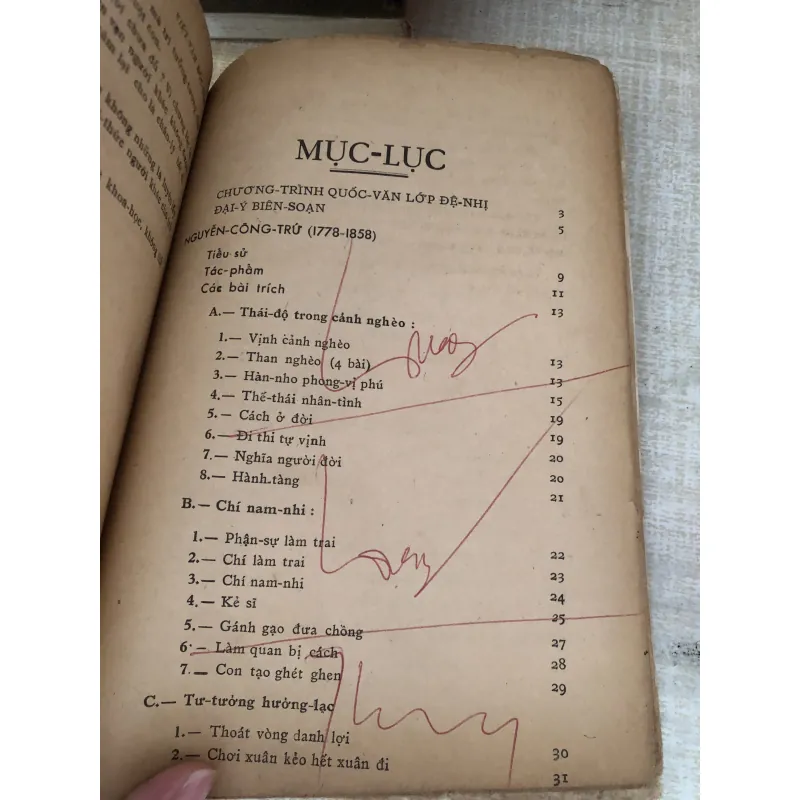 MỤC-LỤC
CHƯƠNG-TRÌNH QUỐC-VĂN LỚP ĐỆ-NHỊ 3
ĐẠI-Ý BIÊN-SOẠN 5
NGUYỄN-CÔNG-TRỨ (1778-1858)
Tiểu sử 9
Tác-phẩm 11
Các bài trích 13
A.— Thái-độ trong cảnh nghèo :
1.— Vịnh cảnh nghèo 13
2.— Than nghèo (4 bài) 13
3.— Hàn-nho phong-vị phú 15
4.— Thế-thái nhân-tình 19
5.— Cách ở đời 19
6.— Đi thi tự vịnh 20
7.— Nghĩa người đời 20
8.— Hành-tàng 21
B.— Chí nam-nhi :
1.— Phận-sự làm trai 22
2.— Chí làm trai 23
3.— Chí nam-nhi 24
4.— Kẻ sĩ 25
5.— Gánh gạo đưa chồng 27
6.— Làm quan bị cách 28
7.— Con tạo ghét ghen 29
C.— Tư-tưởng hưởng-lạc
1.— Thoát vòng danh lợi 30
2.— Chơi xuân kẻo hết xuân đi 31